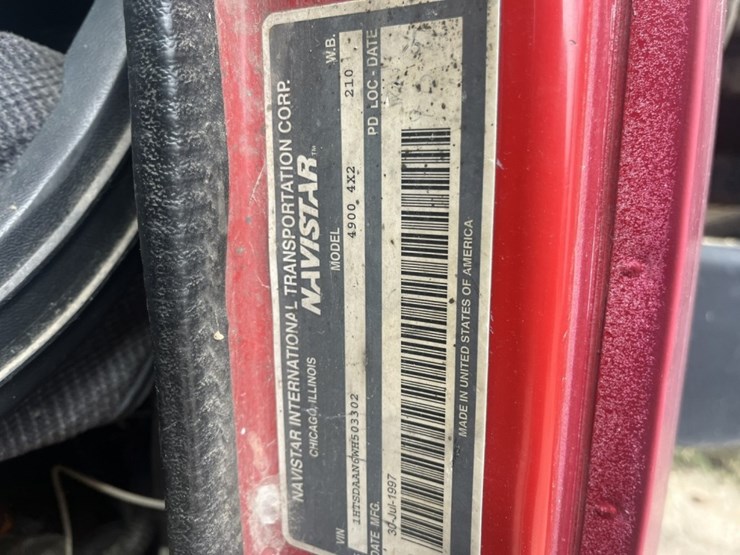 NAVISTAR INTERNATIONAL TRANSPORTATION CORP.
CHICAGO, ILLINOIS
NAVISTAR™
VIN MODEL W.B.
1HTSDAAN6WH503302 4900 4X2 210
DATE MFG. PD LOC - DATE
30-Jul-1997
MADE IN UNITED STATES OF AMERICA